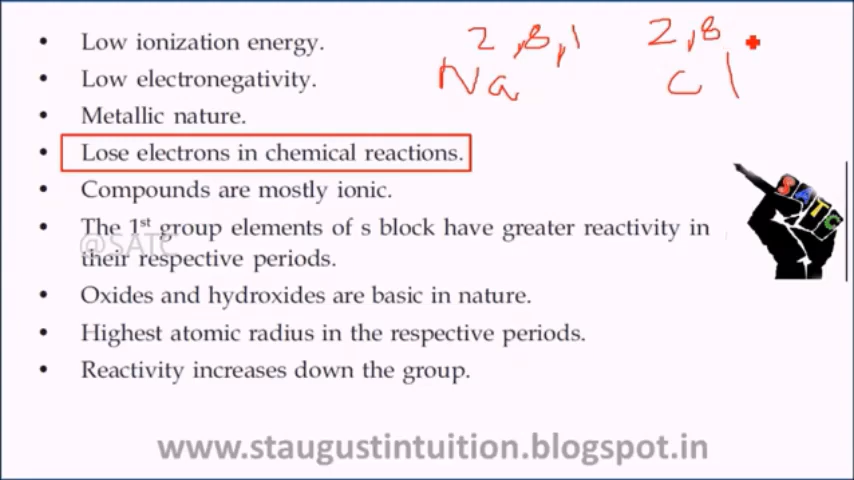 2,8,1 2,8
Na Cl
• Low ionization energy.
• Low electronegativity.
• Metallic nature.
• Lose electrons in chemical reactions.
• Compounds are mostly ionic.
• The 1st group elements of s block have greater reactivity in
their respective periods.
@SATC
• Oxides and hydroxides are basic in nature.
• Highest atomic radius in the respective periods.
• Reactivity increases down the group.
SATC
www.staugustintuition.blogspot.in